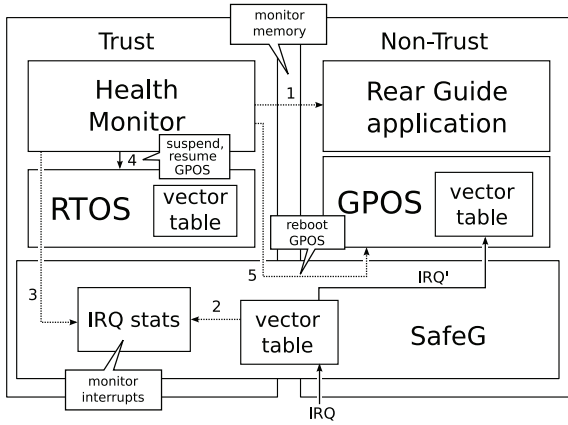 monitor
memory
Trust
Non-Trust
Health
Monitor
1
Rear Guide
application
4
suspend,
resume
GPOS
RTOS
vector
table
GPOS
vector
table
reboot
GPOS
5
IRQ'
3
IRQ stats
2
vector
table
SafeG
monitor
interrupts
IRQ